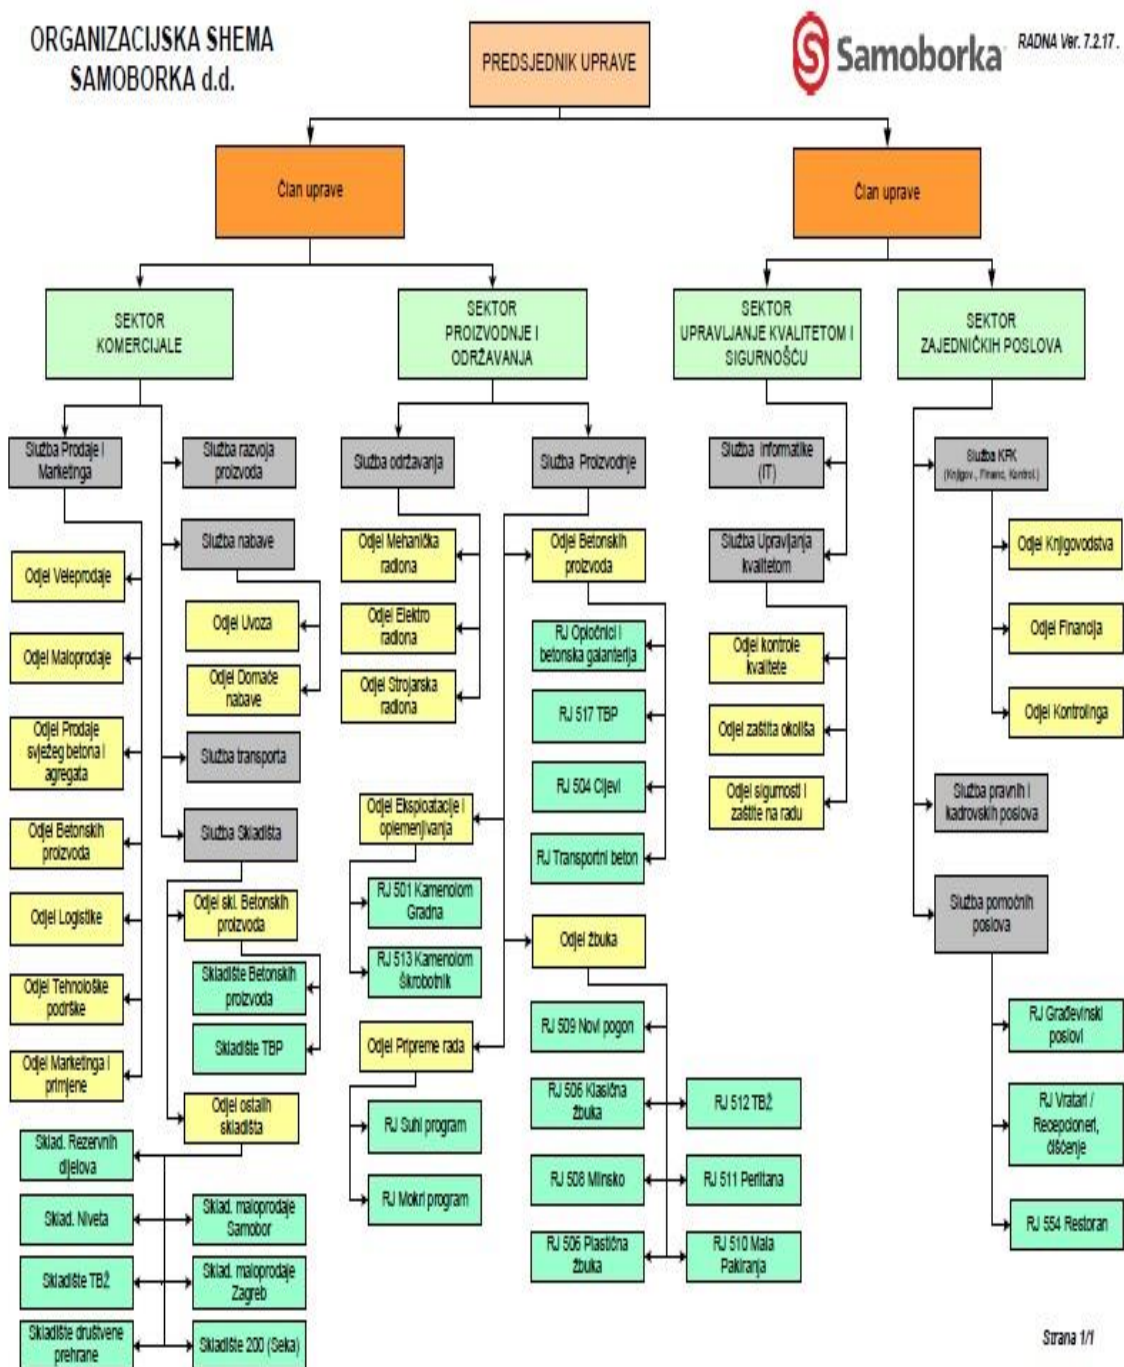 ORGANIZACIJSKA SHEMA
SAMOBORKA d.d.
PREDSJEDNIK UPRAVE
Samoborka
RADNA Ver. 7.2.17 .
Član uprave
Član uprave
SEKTOR
KOMERCIJALE
SEKTOR
PROIZVODNJE I
ODRŽAVANJA
SEKTOR
UPRAVLJANJE KVALITETOM I
SIGURNOŠĆU
SEKTOR
ZAJEDNIČKIH POSLOVA
Služba Prodaje i
Marketinga
Služba razvoja
proizvoda
Služba nabave
Odjel Uvoza
Odjel Domaće
nabave
Služba transporta
Služba Skladišta
Odjel Veleprodaje
Odjel Maloprodaje
Odjel Prodaje
svježeg betona i
agregata
Odjel Betonskih
proizvoda
Odjel Logistike
Odjel Tehnološke
podrške
Odjel Marketinga i
primjene
Odjel skl. Betonskih
proizvoda
Skladište Betonskih
proizvoda
Skladište TBP
Odjel ostalih
skladišta
Sklad. Rezervnih
dijelova
Sklad. Niveta
Sklad. maloprodaje
Samobor
Skladište TBŽ
Sklad. maloprodaje
Zagreb
Skladište društvene
prehrane
Skladište 200 (Seka)
Služba održavanja
Odjel Mehanička
radiona
Odjel Elektro
radiona
Odjel Strojarska
radiona
Služba Proizvodnje
Odjel Betonskih
proizvoda
RJ Opločnici i
betonska galanterija
RJ 517 TBP
RJ 504 Cijevi
RJ Transportni beton
Odjel Eksploatacije i
oplemenjivanja
RJ 501 Kamenolom
Gradna
RJ 513 Kamenolom
Škrobotnik
Odjel Pripreme rada
RJ Suhi program
RJ Mokri program
Odjel žbuka
RJ 509 Novi pogon
RJ 506 Klasična
žbuka
RJ 512 TBŽ
RJ 508 Mlinsko
RJ 511 Perlitana
RJ 506 Plastična
žbuka
RJ 510 Mala
Pakiranja
Služba Informatike
(IT)
Služba Upravljanja
kvalitetom
Odjel kontrole
kvalitete
Odjel zaštita okoliša
Odjel sigurnosti i
zaštite na radu
Služba KFK
(Knjigov., Financ, Kontrol.)
Odjel Knjigovodstva
Odjel Financija
Odjel Kontrolinga
Služba pravnih i
kadrovskih poslova
Služba pomoćnih
poslova
RJ Građevinski
poslovi
RJ Vratari /
Recepcioneri,
čišćenje
RJ 554 Restoran
Strana 1/1